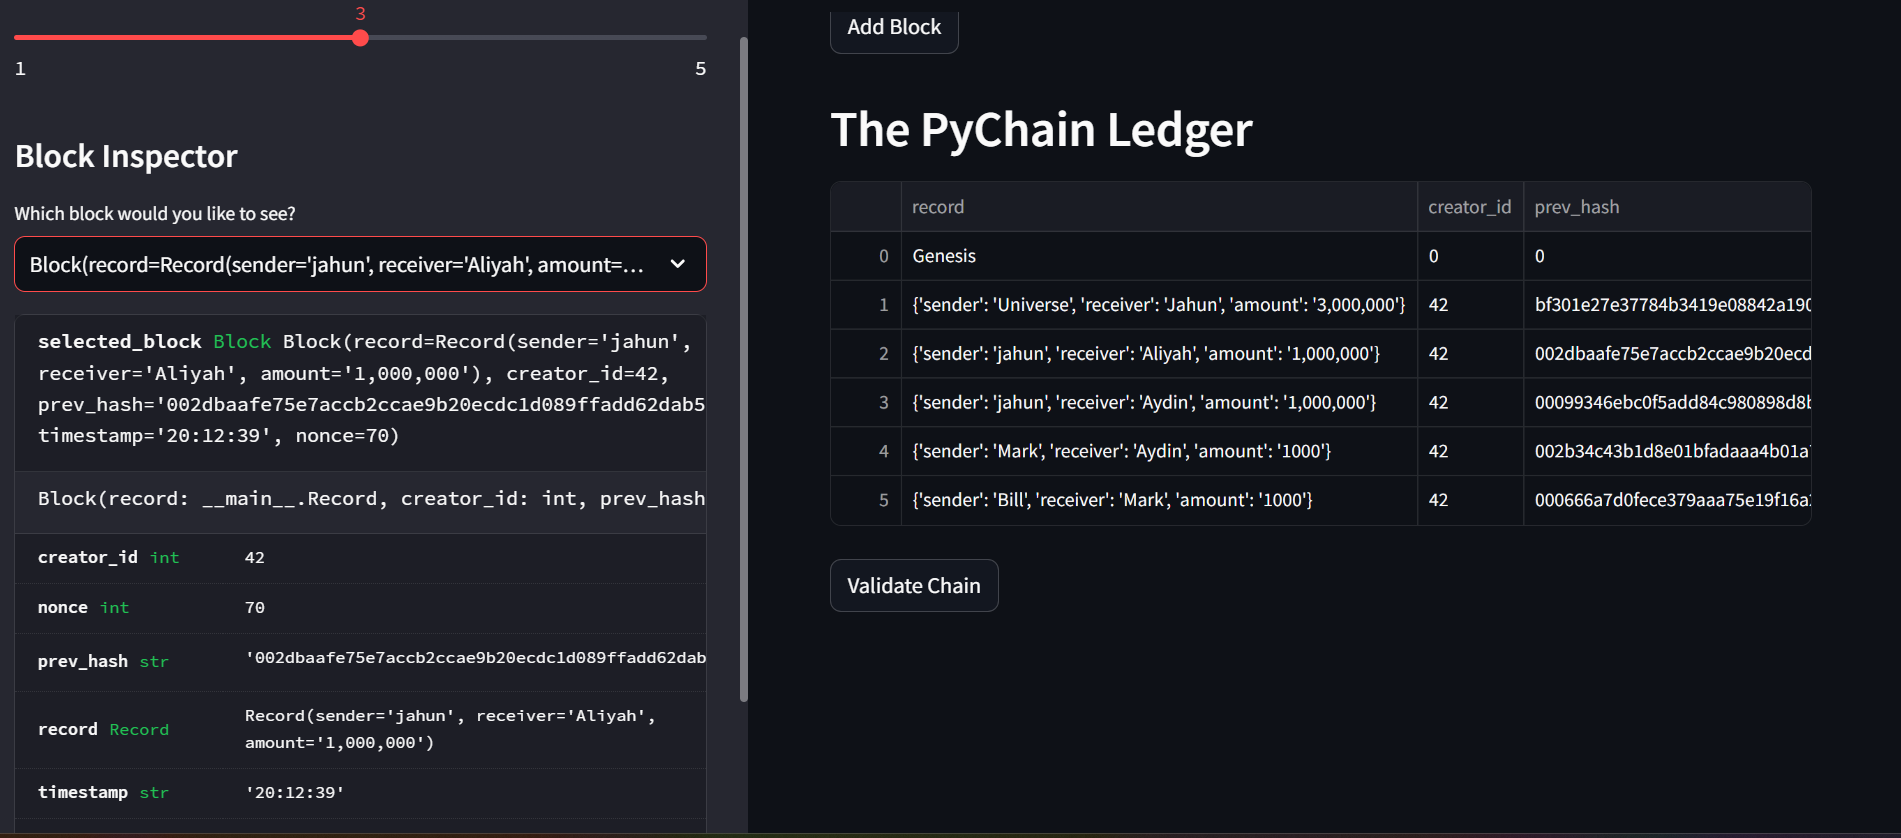 3
1 5
Block Inspector
Which block would you like to see?
Block(record=Record(sender='jahun', receiver='Aliyah', amount=...
selected_block Block Block(record=Record(sender='jahun',
receiver='Aliyah', amount='1,000,000'), creator_id=42,
prev_hash='002dbaafe75e7accb2ccae9b20ecdc1d089ffadd62dab5
timestamp='20:12:39', nonce=70)
Block(record: __main__.Record, creator_id: int, prev_hash
creator_id int 42
nonce int 70
prev_hash str '002dbaafe75e7accb2ccae9b20ecdc1d089ffadd62dab
record Record Record(sender='jahun', receiver='Aliyah',
amount='1,000,000')
timestamp str '20:12:39'
Add Block
The PyChain Ledger
record creator_id prev_hash
0 Genesis 0 0
1 {'sender': 'Universe', 'receiver': 'Jahun', 'amount': '3,000,000'} 42 bf301e27e37784b3419e08842a190
2 {'sender': 'jahun', 'receiver': 'Aliyah', 'amount': '1,000,000'} 42 002dbaafe75e7accb2ccae9b20ecd
3 {'sender': 'jahun', 'receiver': 'Aydin', 'amount': '1,000,000'} 42 00099346ebc0f5add84c980898d8b
4 {'sender': 'Mark', 'receiver': 'Aydin', 'amount': '1000'} 42 002b34c43b1d8e01bfadaaa4b01a
5 {'sender': 'Bill', 'receiver': 'Mark', 'amount': '1000'} 42 000666a7d0fece379aaa75e19f16a
Validate Chain